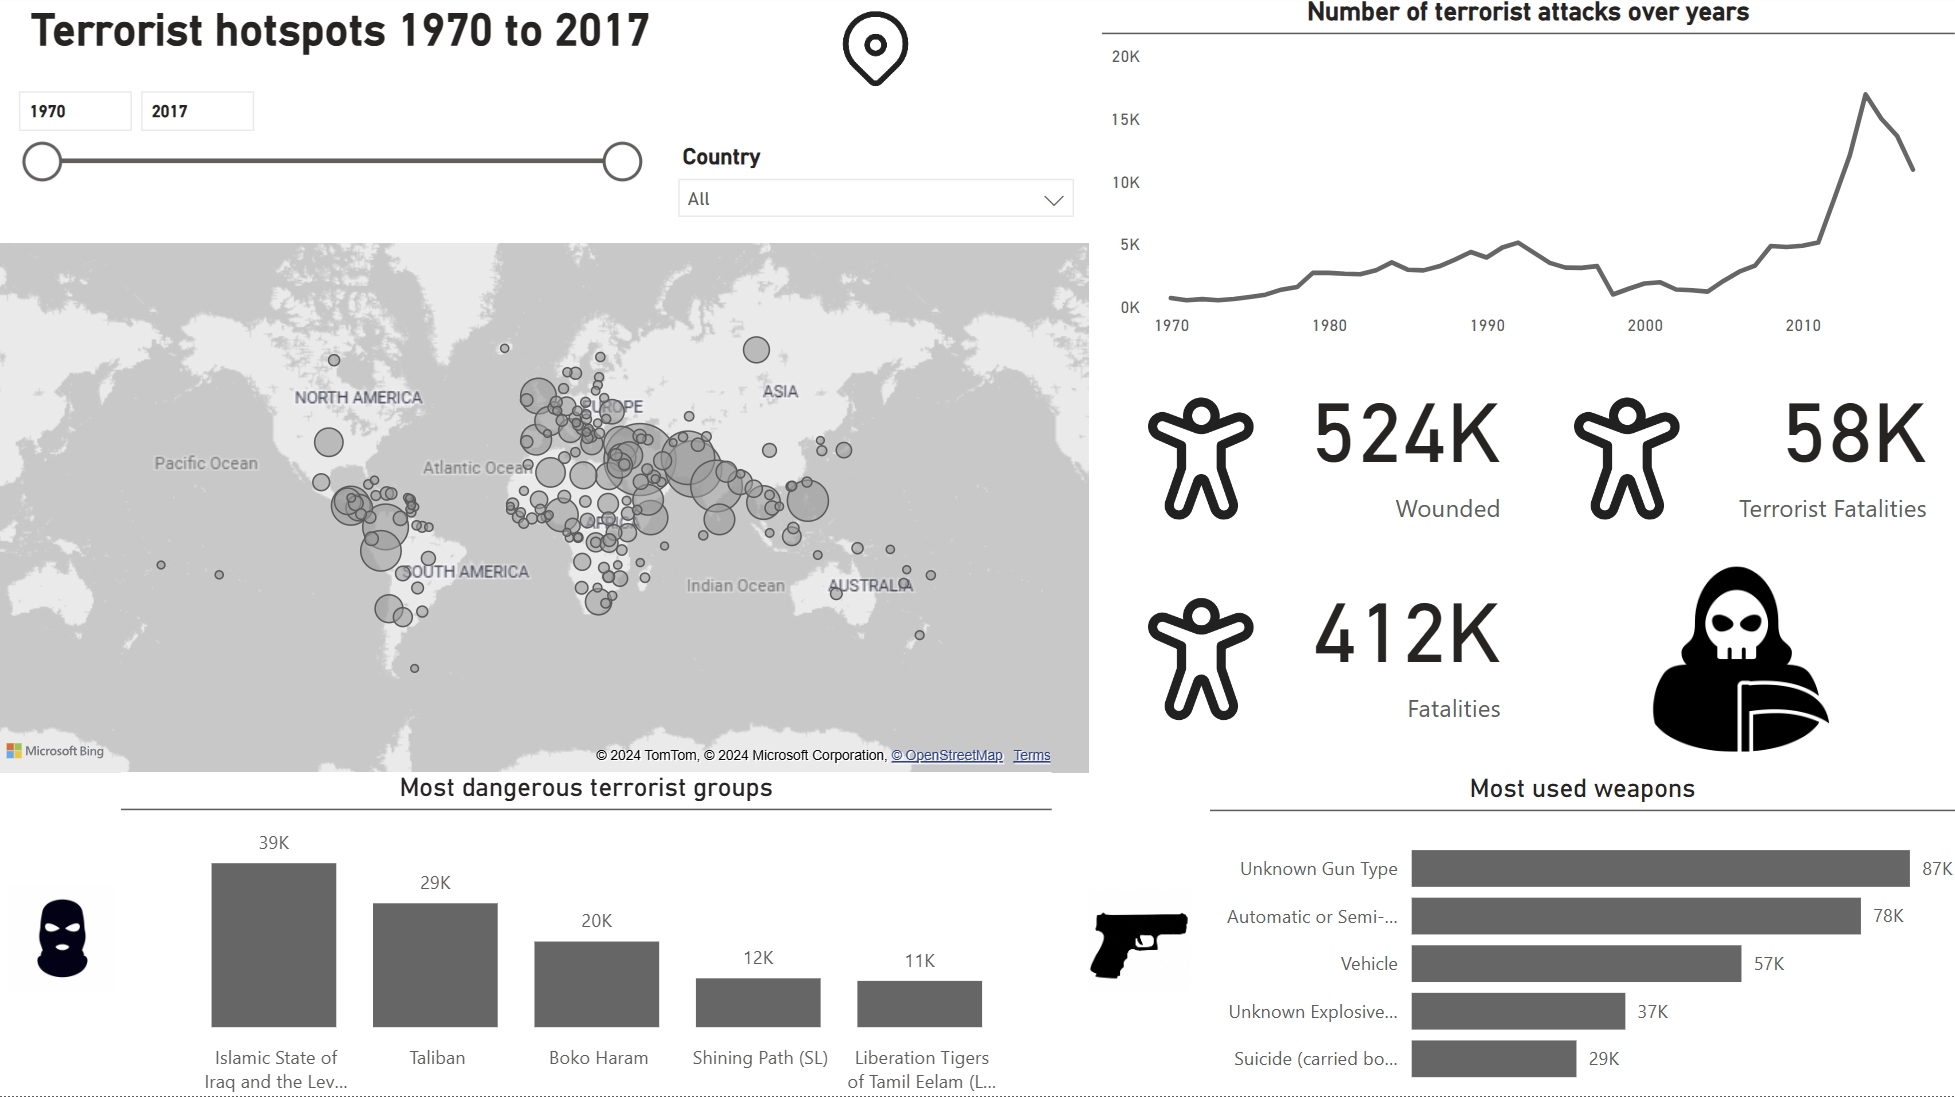 Terrorist hotspots 1970 to 2017
1970
2017
Country
All
NORTH AMERICA
EUROPE
ASIA
Pacific Ocean
Atlantic Ocean
AFRICA
SOUTH AMERICA
Indian Ocean
AUSTRALIA
Microsoft Bing
© 2024 TomTom, © 2024 Microsoft Corporation, © OpenStreetMap Terms
Number of terrorist attacks over years
20K
15K
10K
5K
0K
1970
1980
1990
2000
2010
524K
Wounded
58K
Terrorist Fatalities
412K
Fatalities
Most dangerous terrorist groups
39K
29K
20K
12K
11K
Islamic State of
Iraq and the Lev...
Taliban
Boko Haram
Shining Path (SL)
Liberation Tigers
of Tamil Eelam (L...
Most used weapons
Unknown Gun Type
87K
Automatic or Semi-...
78K
Vehicle
57K
Unknown Explosive...
37K
Suicide (carried bo...
29K